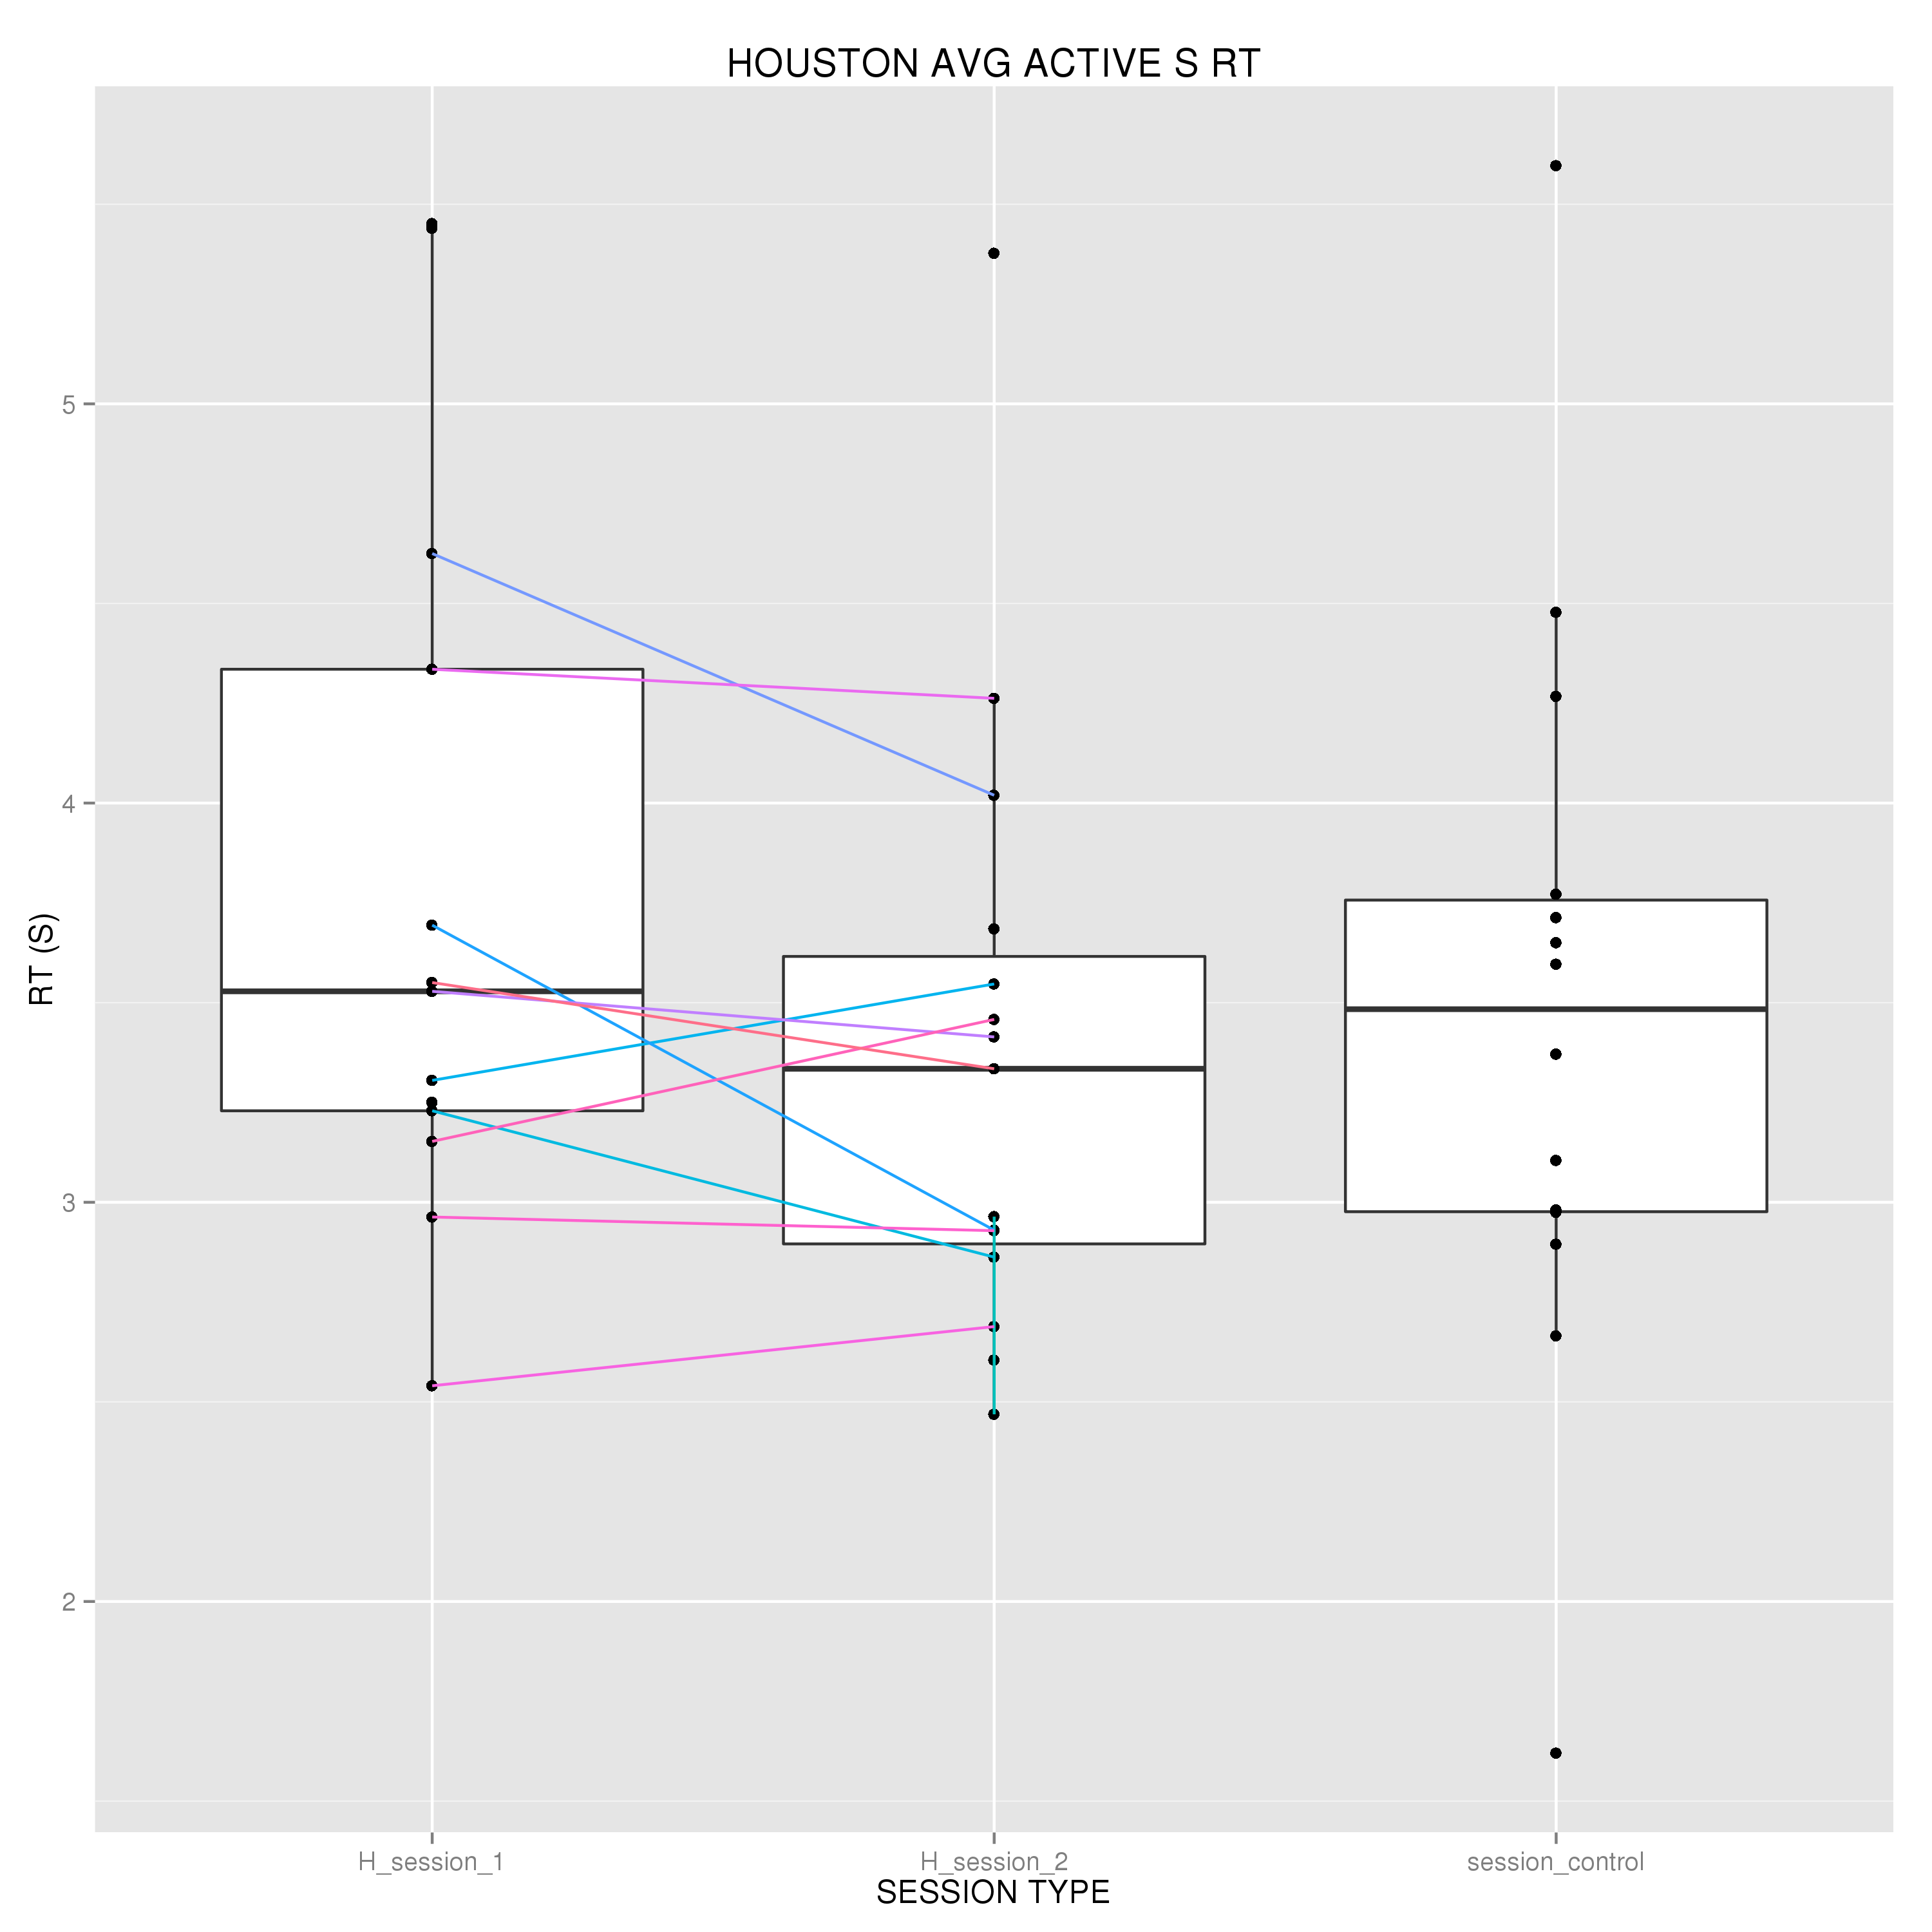 HOUSTON AVG ACTIVE S RT
RT (S)
5
4
3
2
H_session_1
H_session_2
session_control
SESSION TYPE